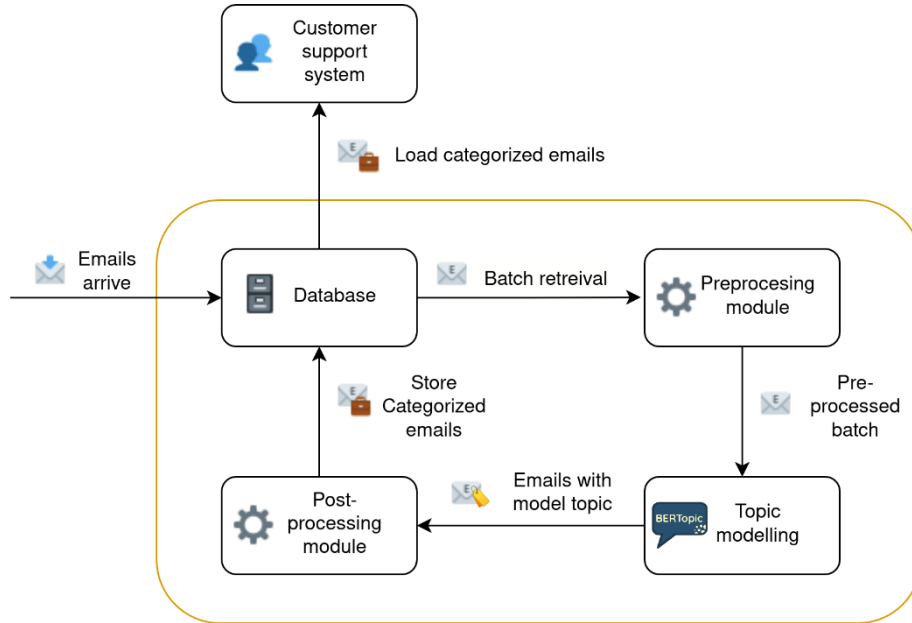 Customer
support
system
Load categorized emails
Emails
arrive
Database
Batch retreival
Preprocesing
module
Store
Categorized
emails
Pre-
processed
batch
Post-
processing
module
Emails with
model topic
BERTopic
Topic
modelling